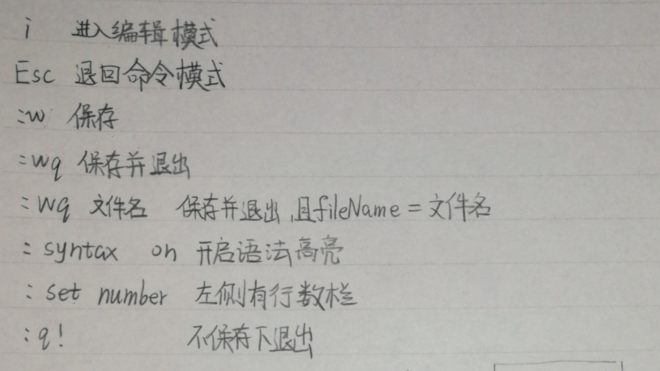 i 进入编辑模式
Esc 退回命令模式
:w 保存
:wq 保存并退出
:wq 文件名 保存并退出,且fileName=文件名
:syntax on 开启语法高亮
:set number 左侧有行数栏
:q! 不保存下退出